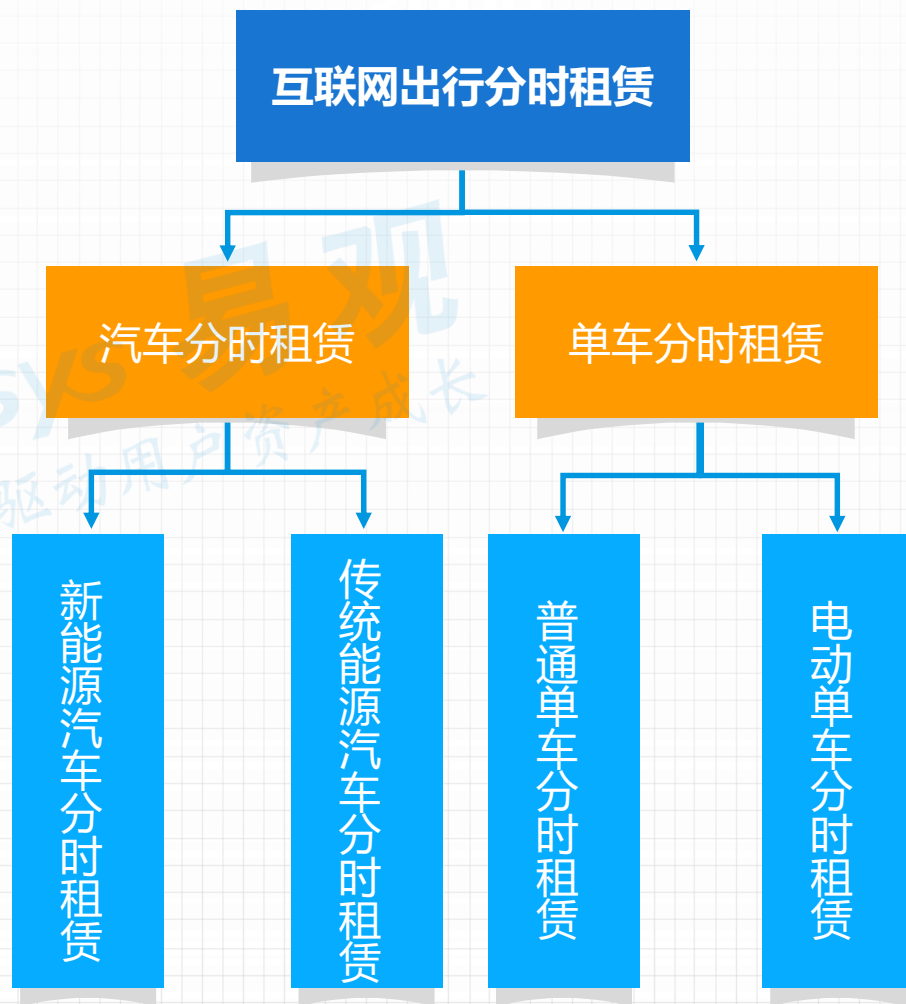 互联网出行分时租赁
汽车分时租赁
单车分时租赁
新能源汽车分时租赁
传统能源汽车分时租赁
普通单车分时租赁
电动单车分时租赁
sys 易观
驱动用户资产成长